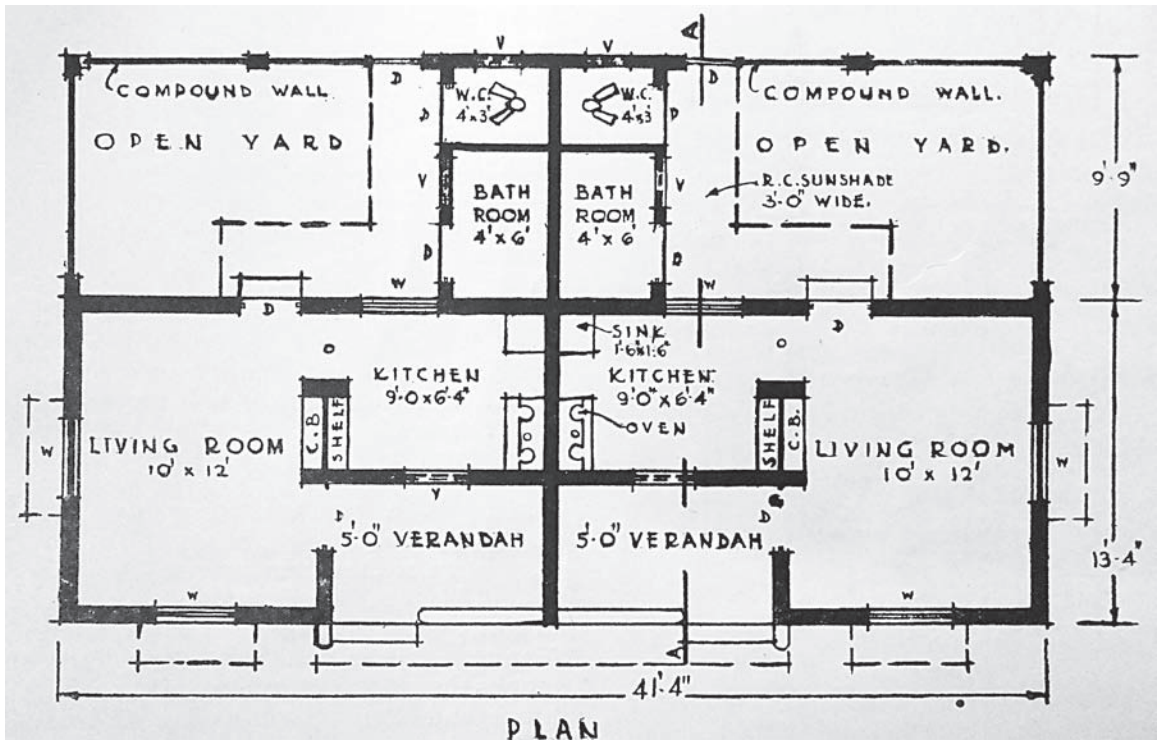 V
V
A
D
D
COMPOUND WALL.
W.C.
4'x3'
W.C.
4'x3'
COMPOUND WALL.
D
D
OPEN YARD
OPEN YARD.
V
BATH
ROOM
4'x6'
BATH
ROOM
4'x6'
V
R.C.SUNSHADE
3'-0" WIDE.
9'-9"
D
D
W
W
D
D
SINK
1'-6"x1'-6"
KITCHEN
9'-0x6'-4"
KITCHEN
9'-0"x6'-4"
C.B.
SHELF
OVEN
SHELF
C.B.
W
LIVING ROOM
10' x 12'
LIVING ROOM
10' x 12'
W
V
D
D
5'-0" VERANDAH
5'-0" VERANDAH
13'-4"
W
W
A
41'-4"
PLAN